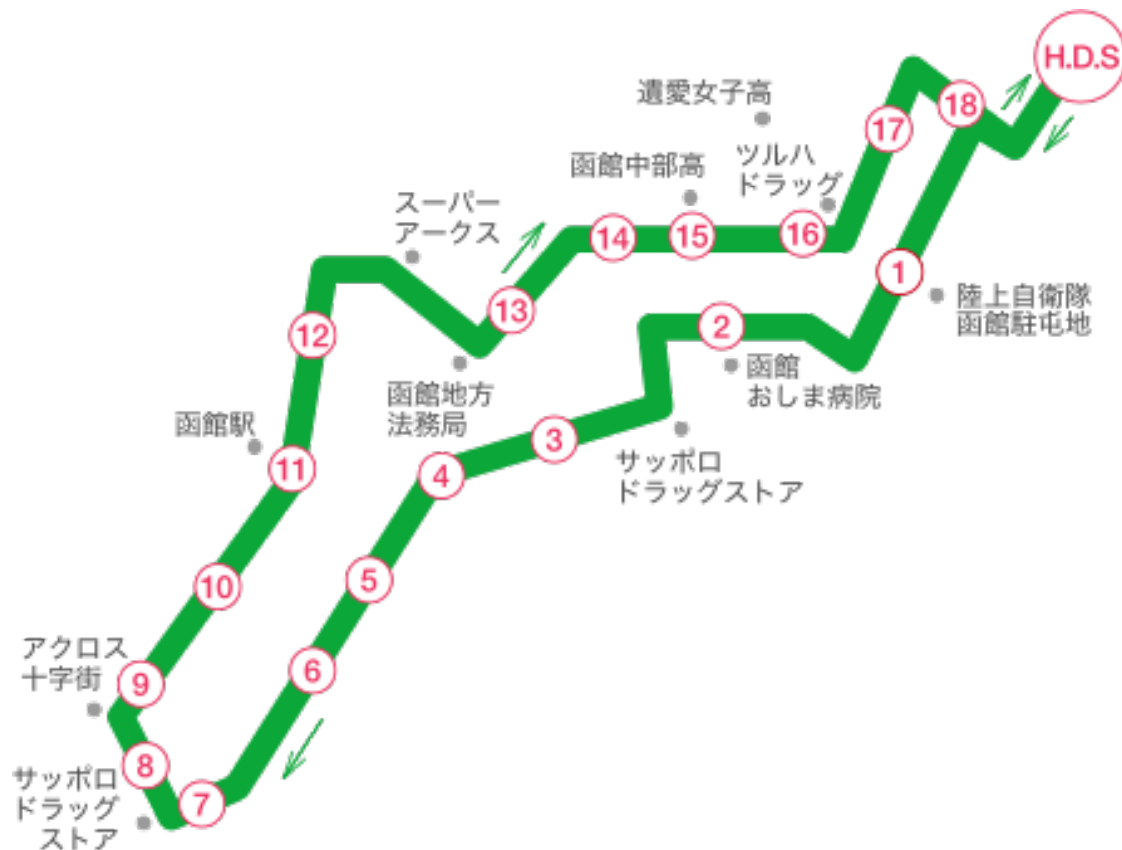 H.D.S
18
遺愛女子高
17
ツルハ
ドラッグ
函館中部高
スーパー
アークス
14
15
16
1
陸上自衛隊
函館駐屯地
13
12
2
函館
おしま病院
函館地方
法務局
函館駅
3
サッポロ
ドラッグストア
11
4
10
5
アクロス
十字街
9
6
8
サッポロ
ドラッグ
ストア
7